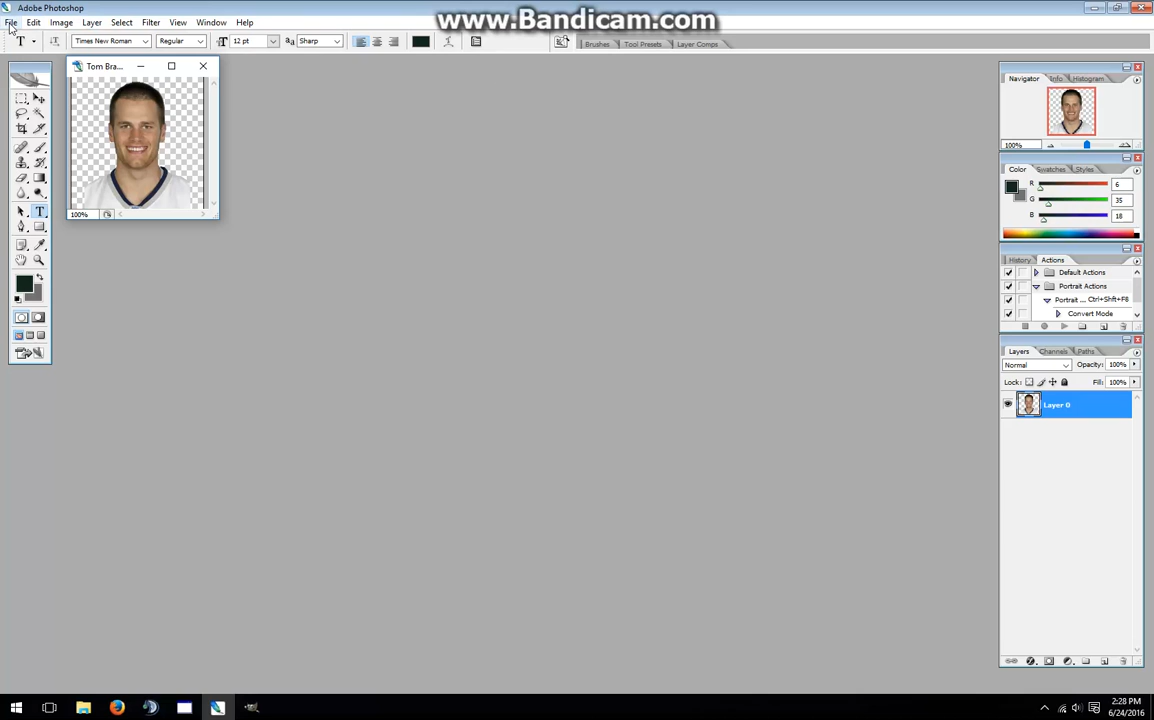 Adobe Photoshop
www.Bandicam.com
File Edit Image Layer Select Filter View Window Help
T T Times New Roman Regular T 12 pt aa Sharp Brushes Tool Presets Layer Comps
Tom Bra...
100%
T
Navigator Info Histogram
100%
Color Swatches Styles
R 6
G 35
B 18
History Actions
Default Actions
Portrait Actions
Portrait ... Ctrl+Shft+F8
Convert Mode
Layers Channels Paths
Normal Opacity: 100%
Lock: Fill: 100%
Layer 0
2:28 PM
6/24/2016